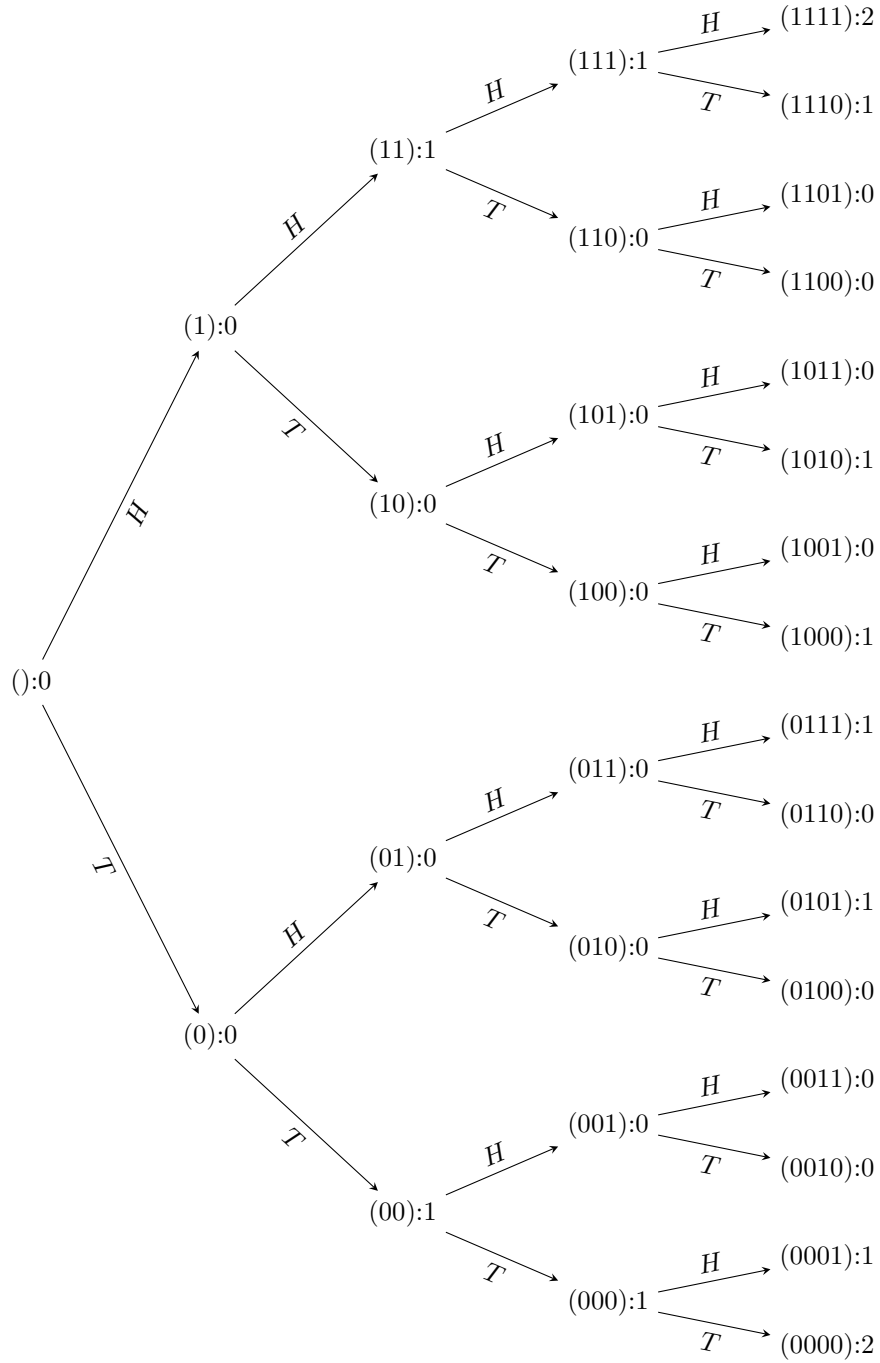 (1111):2
H
(111):1
H
T
(1110):1
(11):1
H
T
(1101):0
H
(110):0
T
(1100):0
H
(1):0
T
(1011):0
H
(101):0
H
T
(1010):1
(10):0
H
T
(1001):0
H
(100):0
T
(1000):1
():0
T
(0111):1
H
(011):0
H
T
(0110):0
(01):0
H
T
(0101):1
H
(010):0
T
(0100):0
H
(0):0
T
(0011):0
H
(001):0
H
T
(0010):0
(00):1
T
(0001):1
H
(000):1
T
(0000):2